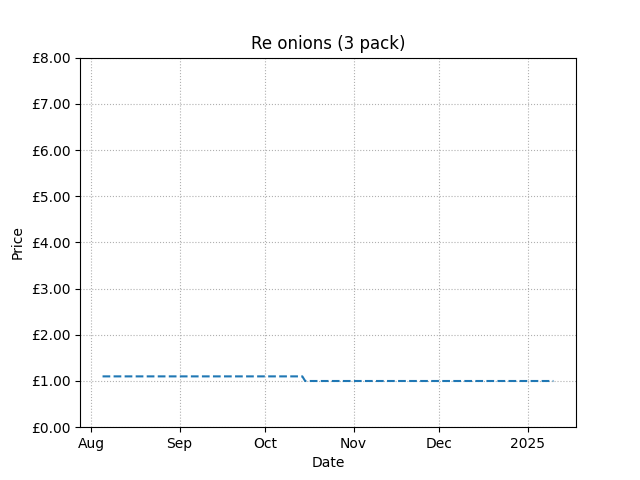 Re onions (3 pack)
£8.00
£7.00
£6.00
£5.00
£4.00
£3.00
£2.00
£1.00
£0.00
Price
Aug Sep Oct Nov Dec 2025
Date